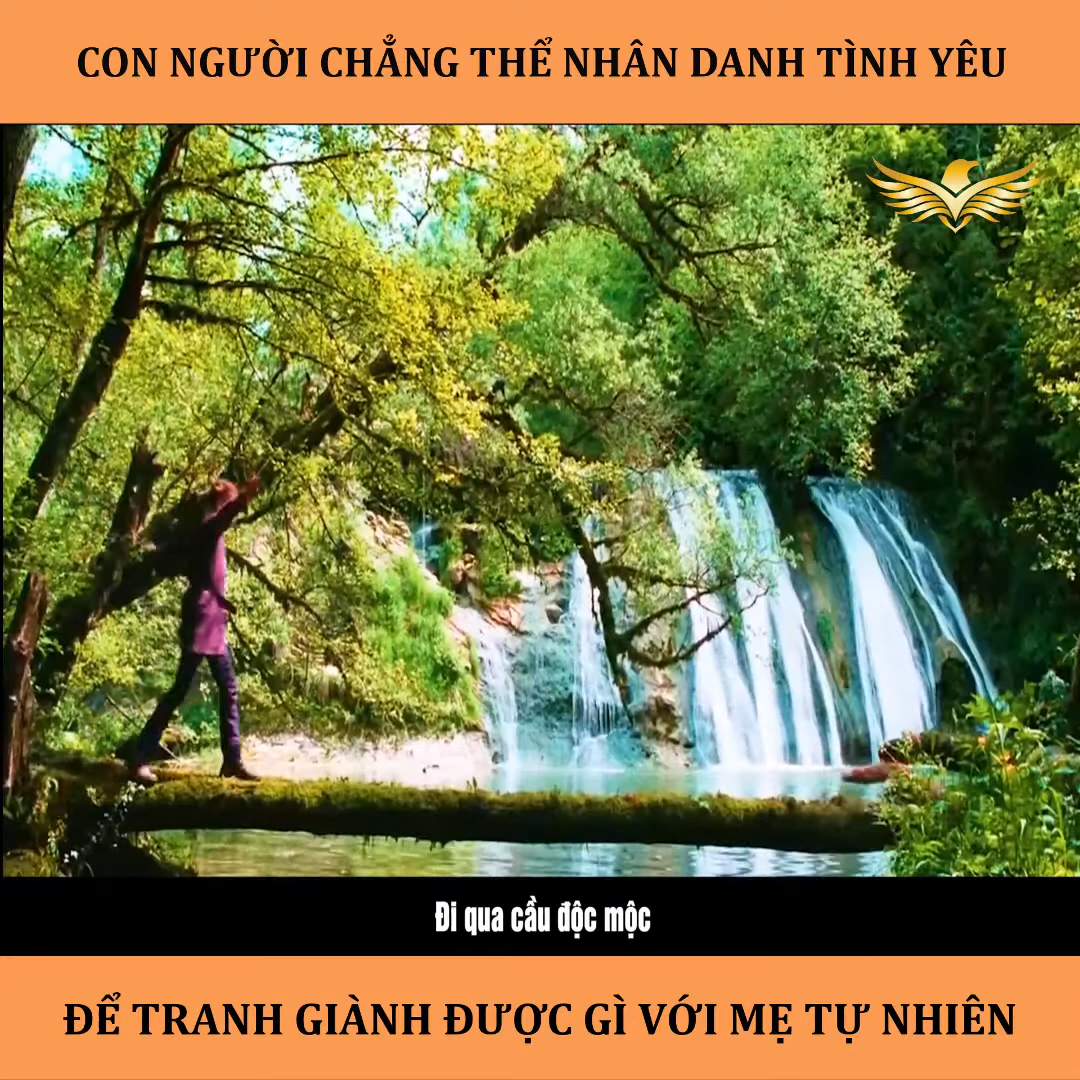 CON NGƯỜI CHẲNG THỂ NHÂN DANH TÌNH YÊU
Đi qua cầu độc mộc
ĐỂ TRANH GIÀNH ĐƯỢC GÌ VỚI MẸ TỰ NHIÊN